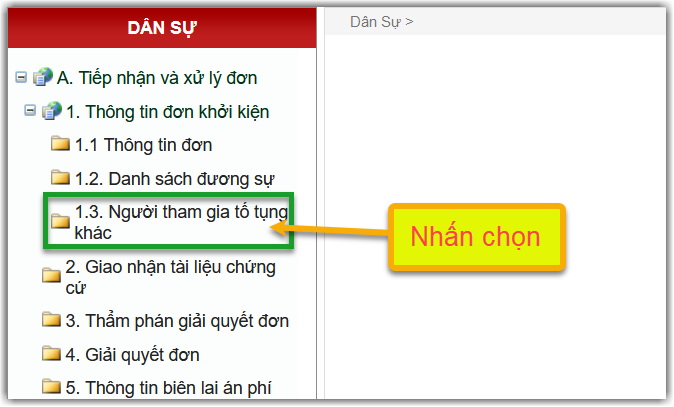 DÂN SỰ
Dân Sự >
A. Tiếp nhận và xử lý đơn
1. Thông tin đơn khởi kiện
1.1 Thông tin đơn
1.2. Danh sách đương sự
1.3. Người tham gia tố tụng
khác
Nhấn chọn
2. Giao nhận tài liệu chứng
cứ
3. Thẩm phán giải quyết đơn
4. Giải quyết đơn
5. Thông tin biên lai án phí